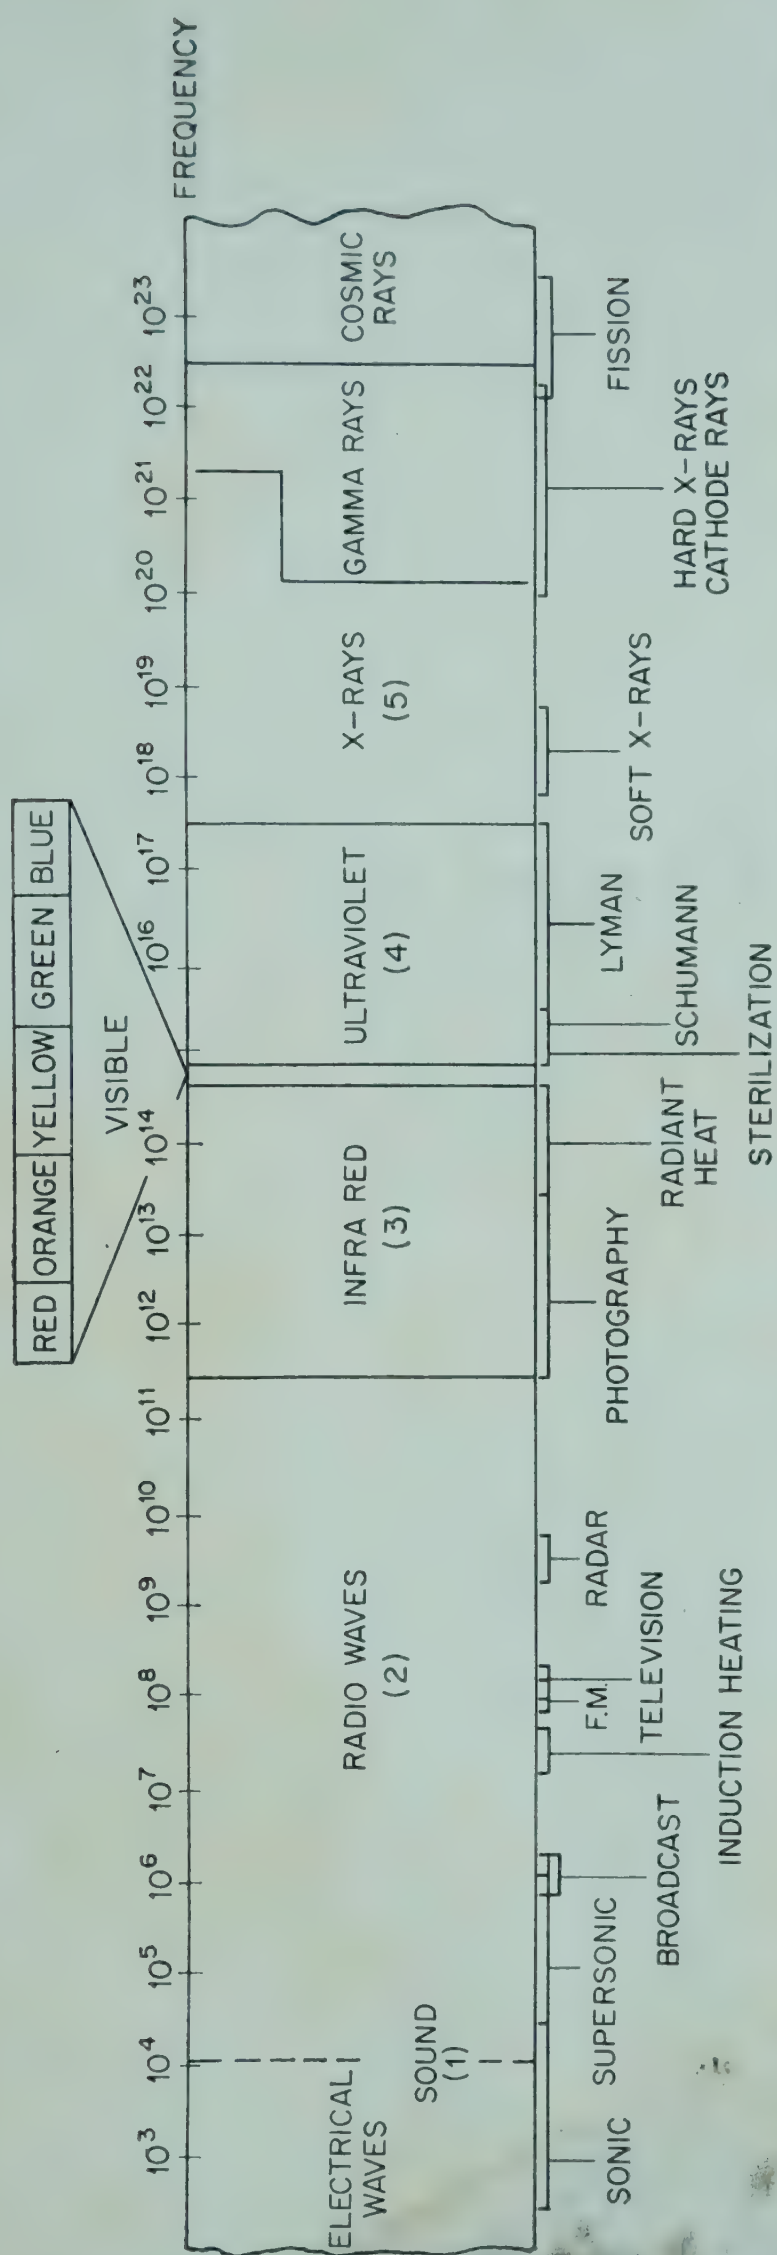 RED ORANGE YELLOW GREEN BLUE
VISIBLE
10³ 10⁴ 10⁵ 10⁶ 10⁷ 10⁸ 10⁹ 10¹⁰ 10¹¹ 10¹² 10¹³ 10¹⁴ 10¹⁶ 10¹⁷ 10¹⁸ 10¹⁹ 10²⁰ 10²¹ 10²² 10²³ FREQUENCY
ELECTRICAL
WAVES
SOUND
(1)
RADIO WAVES
(2)
INFRA RED
(3)
ULTRAVIOLET
(4)
X-RAYS
(5)
GAMMA RAYS
COSMIC
RAYS
SONIC
SUPERSONIC
BROADCAST
INDUCTION HEATING
F.M.
TELEVISION
RADAR
PHOTOGRAPHY
RADIANT
HEAT
STERILIZATION
SCHUMANN
LYMAN
SOFT X-RAYS
HARD X-RAYS
CATHODE RAYS
FISSION